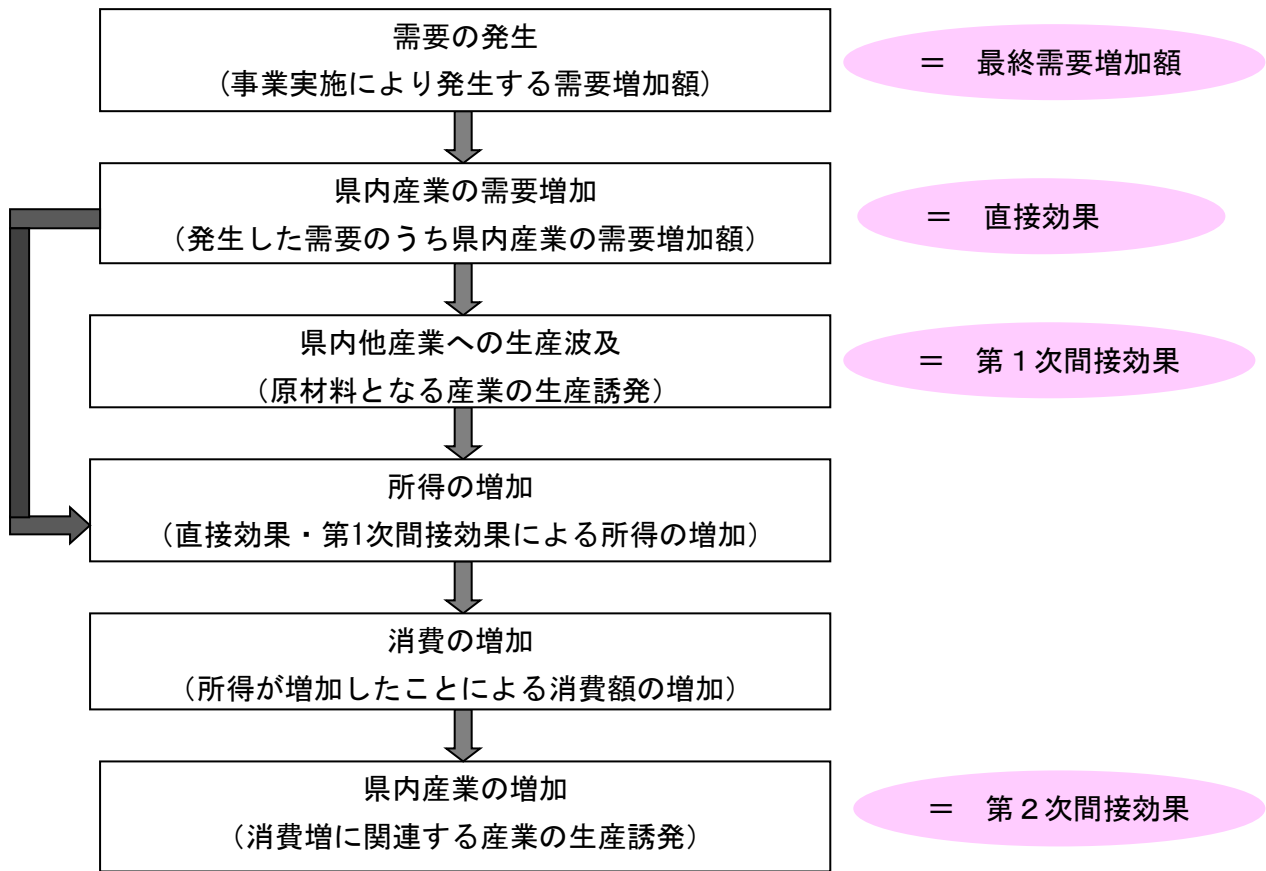 需要の発生
(事業実施により発生する需要増加額)
＝　最終需要増加額
県内産業の需要増加
(発生した需要のうち県内産業の需要増加額)
＝　直接効果
県内他産業への生産波及
(原材料となる産業の生産誘発)
＝　第１次間接効果
所得の増加
(直接効果・第1次間接効果による所得の増加)
消費の増加
(所得が増加したことによる消費額の増加)
県内産業の増加
(消費増に関連する産業の生産誘発)
＝　第２次間接効果